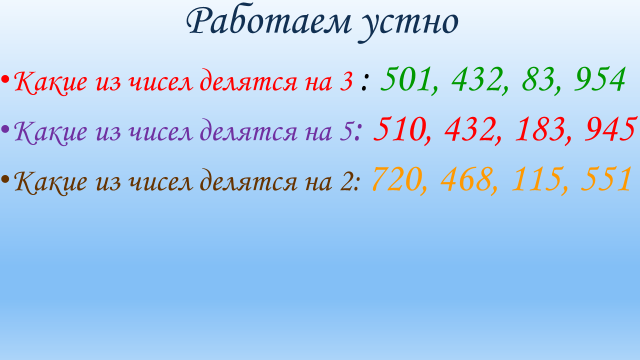 Работаем устно
•Какие из чисел делятся на 3 : 501, 432, 83, 954
•Какие из чисел делятся на 5: 510, 432, 183, 945
•Какие из чисел делятся на 2: 720, 468, 115, 551